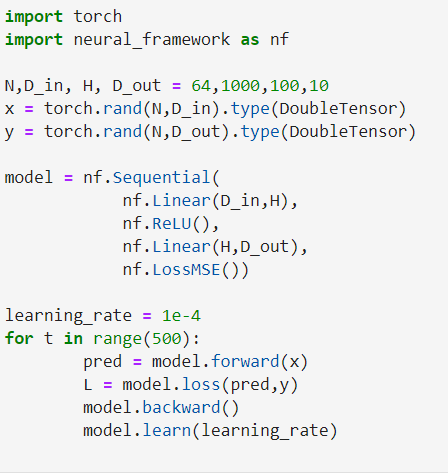 import torch
import neural_framework as nf
N,D_in, H, D_out = 64,1000,100,10
x = torch.rand(N,D_in).type(DoubleTensor)
y = torch.rand(N,D_out).type(DoubleTensor)
model = nf.Sequential(
nf.Linear(D_in,H),
nf.ReLU(),
nf.Linear(H,D_out),
nf.LossMSE())
learning_rate = 1e-4
for t in range(500):
pred = model.forward(x)
L = model.loss(pred,y)
model.backward()
model.learn(learning_rate)